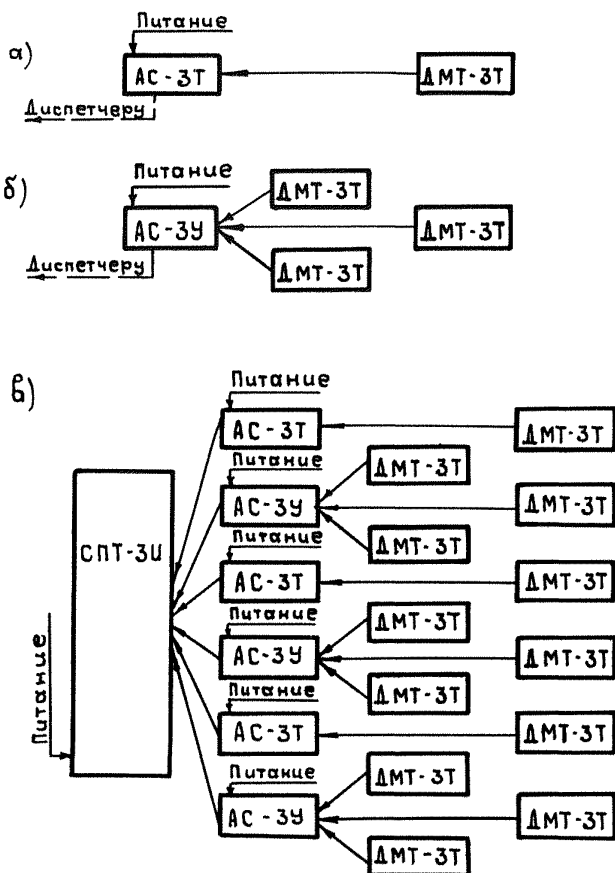 а)
Питание
АС-3Т
ДМТ-3Т
Диспетчеру
б)
Питание
ДМТ-3Т
АС-3У
ДМТ-3Т
Диспетчеру
ДМТ-3Т
в)
Питание
АС-3Т
ДМТ-3Т
Питание
ДМТ-3Т
АС-3У
ДМТ-3Т
Питание
ДМТ-3Т
СПТ-3И
АС-3Т
ДМТ-3Т
Питание
ДМТ-3Т
АС-3У
ДМТ-3Т
Питание
Питание
ДМТ-3Т
АС-3Т
ДМТ-3Т
Питание
ДМТ-3Т
АС-3У
ДМТ-3Т
ДМТ-3Т